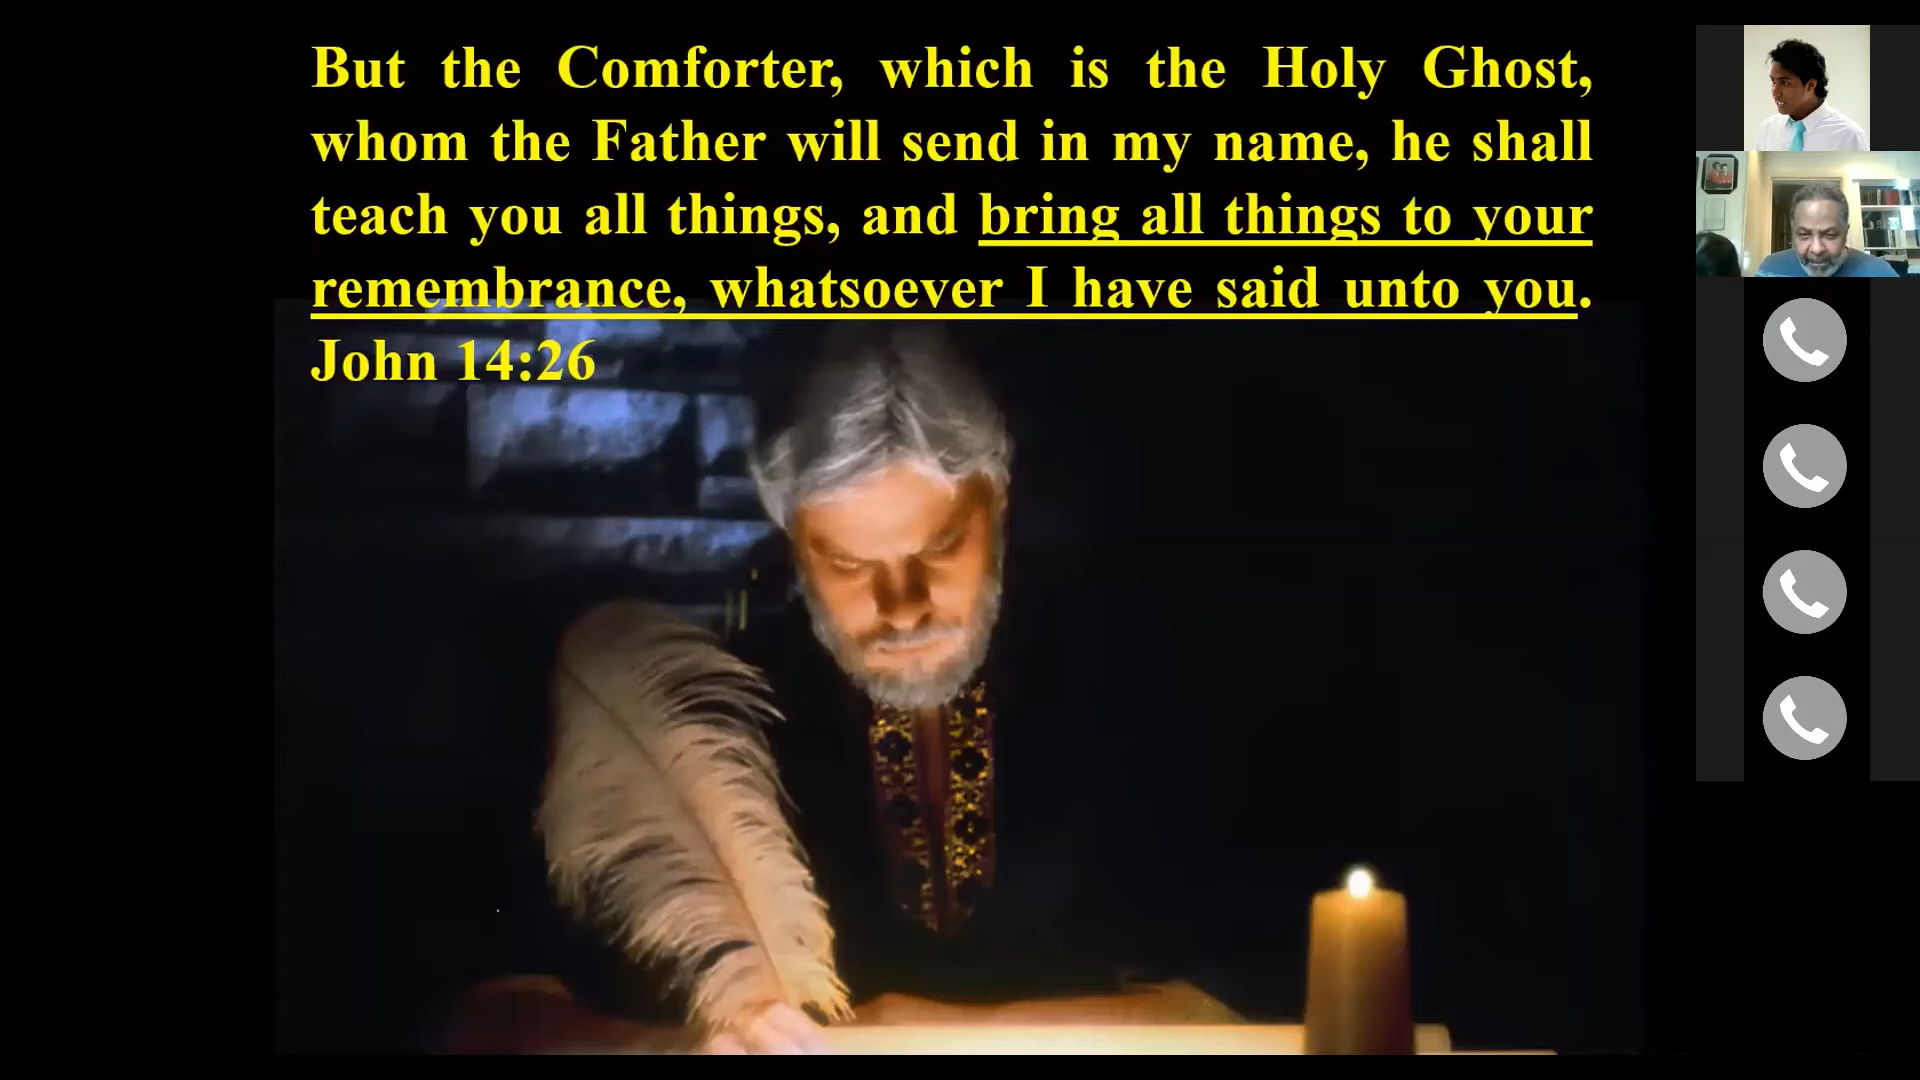 But the Comforter, which is the Holy Ghost,
whom the Father will send in my name, he shall
teach you all things, and bring all things to your
remembrance, whatsoever I have said unto you.
John 14:26